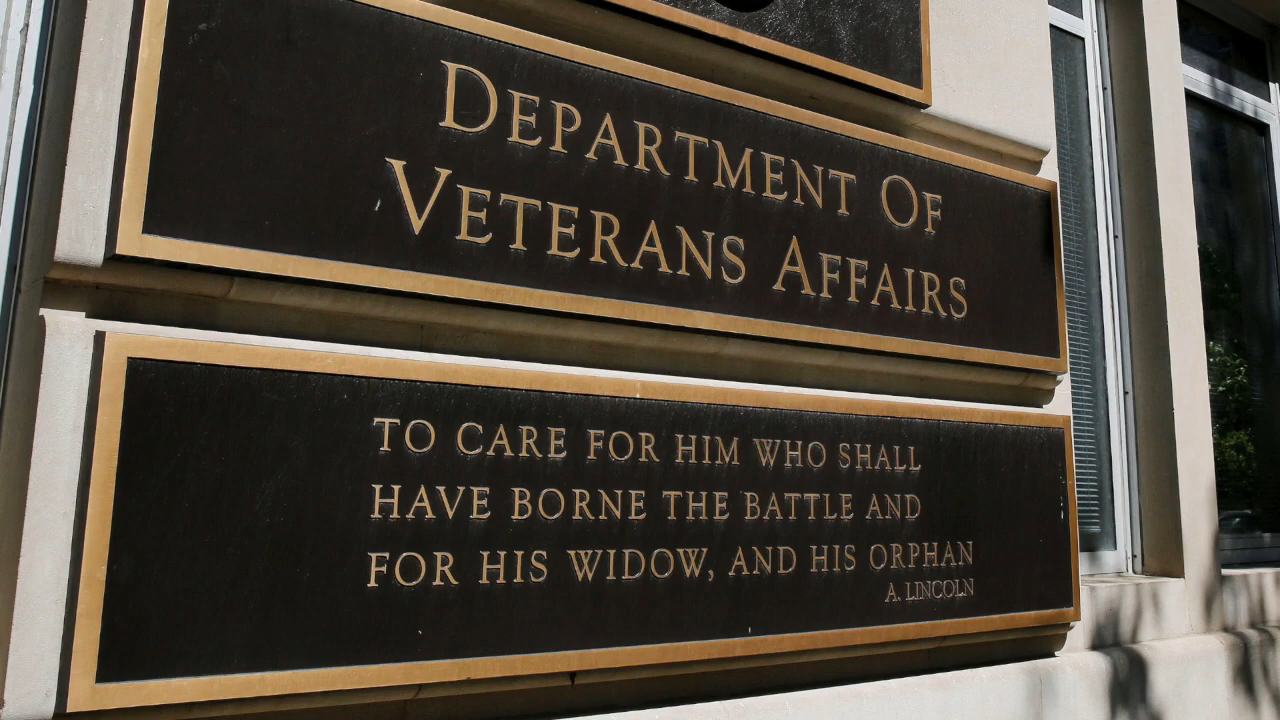 DEPARTMENT OF
VETERANS AFFAIRS
TO CARE FOR HIM WHO SHALL
HAVE BORNE THE BATTLE AND
FOR HIS WIDOW, AND HIS ORPHAN
A. LINCOLN